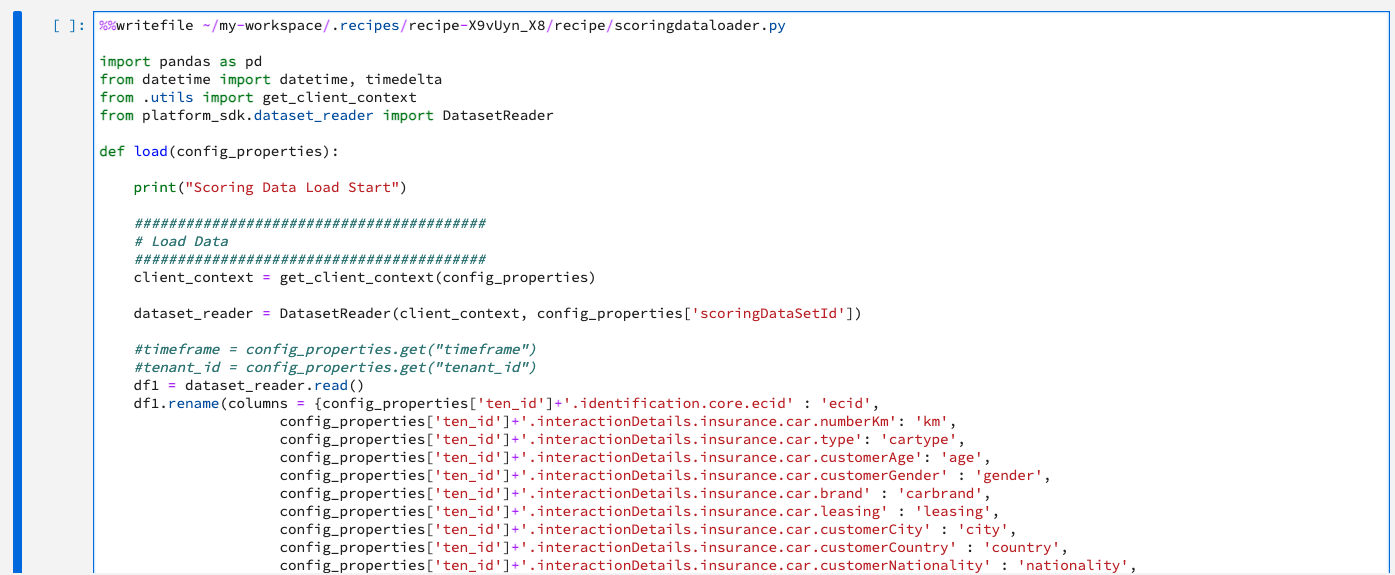 [ ]: %%writefile ~/my-workspace/.recipes/recipe-X9vUyn_X8/recipe/scoringdataloader.py
import pandas as pd
from datetime import datetime, timedelta
from .utils import get_client_context
from platform_sdk.dataset_reader import DatasetReader
def load(config_properties):
print("Scoring Data Load Start")
#########################################
# Load Data
#########################################
client_context = get_client_context(config_properties)
dataset_reader = DatasetReader(client_context, config_properties['scoringDataSetId'])
#timeframe = config_properties.get("timeframe")
#tenant_id = config_properties.get("tenant_id")
df1 = dataset_reader.read()
df1.rename(columns = {config_properties['ten_id']+'.identification.core.ecid' : 'ecid',
config_properties['ten_id']+'.interactionDetails.insurance.car.numberKm': 'km',
config_properties['ten_id']+'.interactionDetails.insurance.car.type': 'cartype',
config_properties['ten_id']+'.interactionDetails.insurance.car.customerAge': 'age',
config_properties['ten_id']+'.interactionDetails.insurance.car.customerGender' : 'gender',
config_properties['ten_id']+'.interactionDetails.insurance.car.brand' : 'carbrand',
config_properties['ten_id']+'.interactionDetails.insurance.car.leasing' : 'leasing',
config_properties['ten_id']+'.interactionDetails.insurance.car.customerCity' : 'city',
config_properties['ten_id']+'.interactionDetails.insurance.car.customerCountry' : 'country',
config_properties['ten_id']+'.interactionDetails.insurance.car.customerNationality' : 'nationality',